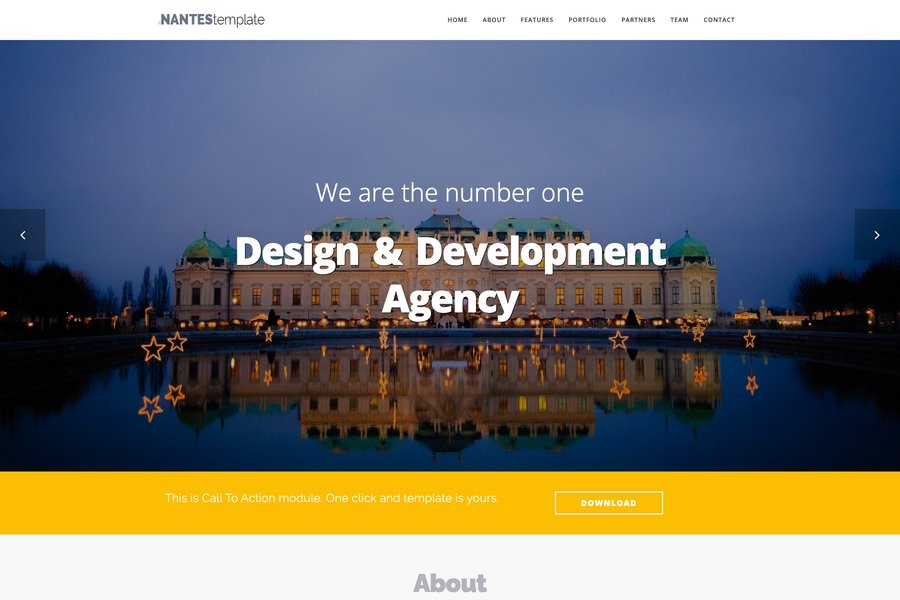 .NANTEStemplate
HOME ABOUT FEATURES PORTFOLIO PARTNERS TEAM CONTACT
We are the number one
Design & Development
Agency
This is Call To Action module. One click and template is yours.
DOWNLOAD
About